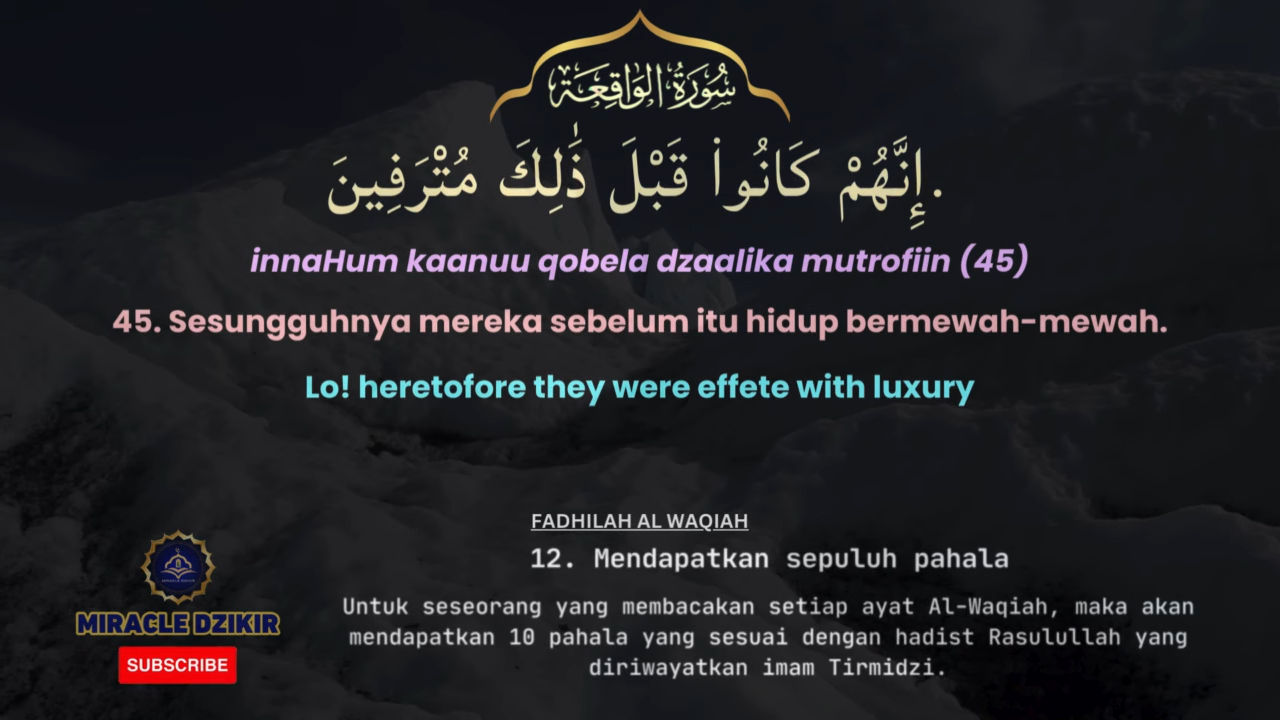 سُورَةُ الوَاقِعَة
إِنَّهُمْ كَانُوا۟ قَبْلَ ذَٰلِكَ مُتْرَفِينَ.
innaHum kaanuu qobela dzaalika mutrofiin (45)
45. Sesungguhnya mereka sebelum itu hidup bermewah-mewah.
Lo! heretofore they were effete with luxury
FADHILAH AL WAQIAH
12. Mendapatkan sepuluh pahala
Untuk seseorang yang membacakan setiap ayat Al-Waqiah, maka akan
mendapatkan 10 pahala yang sesuai dengan hadist Rasulullah yang
diriwayatkan imam Tirmidzi.
MIRACLE DZIKIR
MIRACLE DZIKIR
SUBSCRIBE